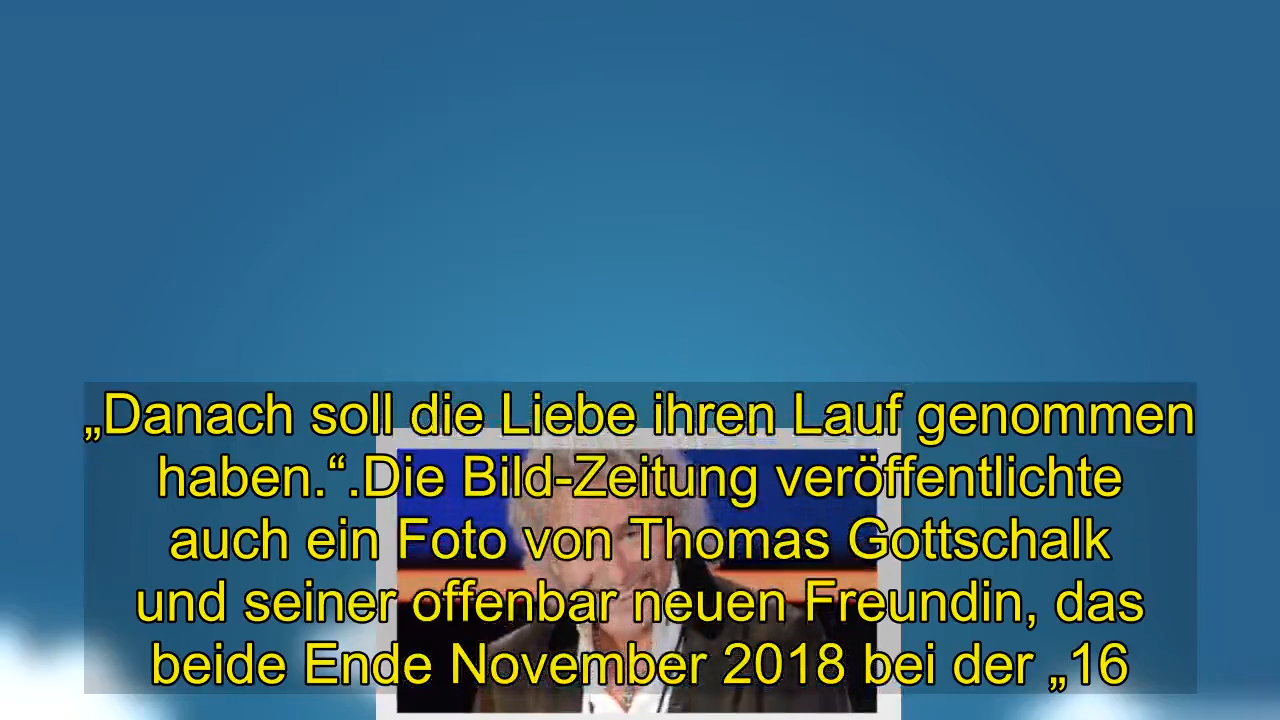 „Danach soll die Liebe ihren Lauf genommen
haben.“.Die Bild-Zeitung veröffentlichte
auch ein Foto von Thomas Gottschalk
und seiner offenbar neuen Freundin, das
beide Ende November 2018 bei der „16